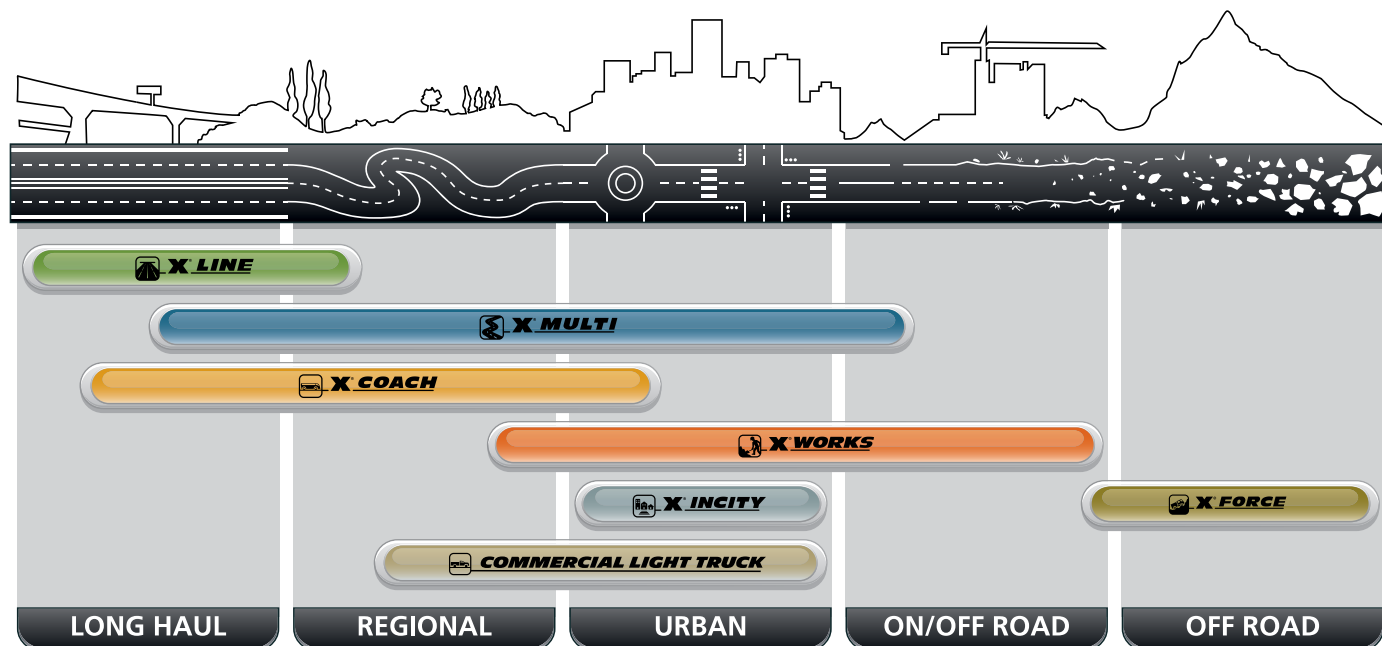 X® LINE
X® MULTI
X® COACH
X® WORKS
X® INCITY
X® FORCE
COMMERCIAL LIGHT TRUCK
LONG HAUL
REGIONAL
URBAN
ON/OFF ROAD
OFF ROAD